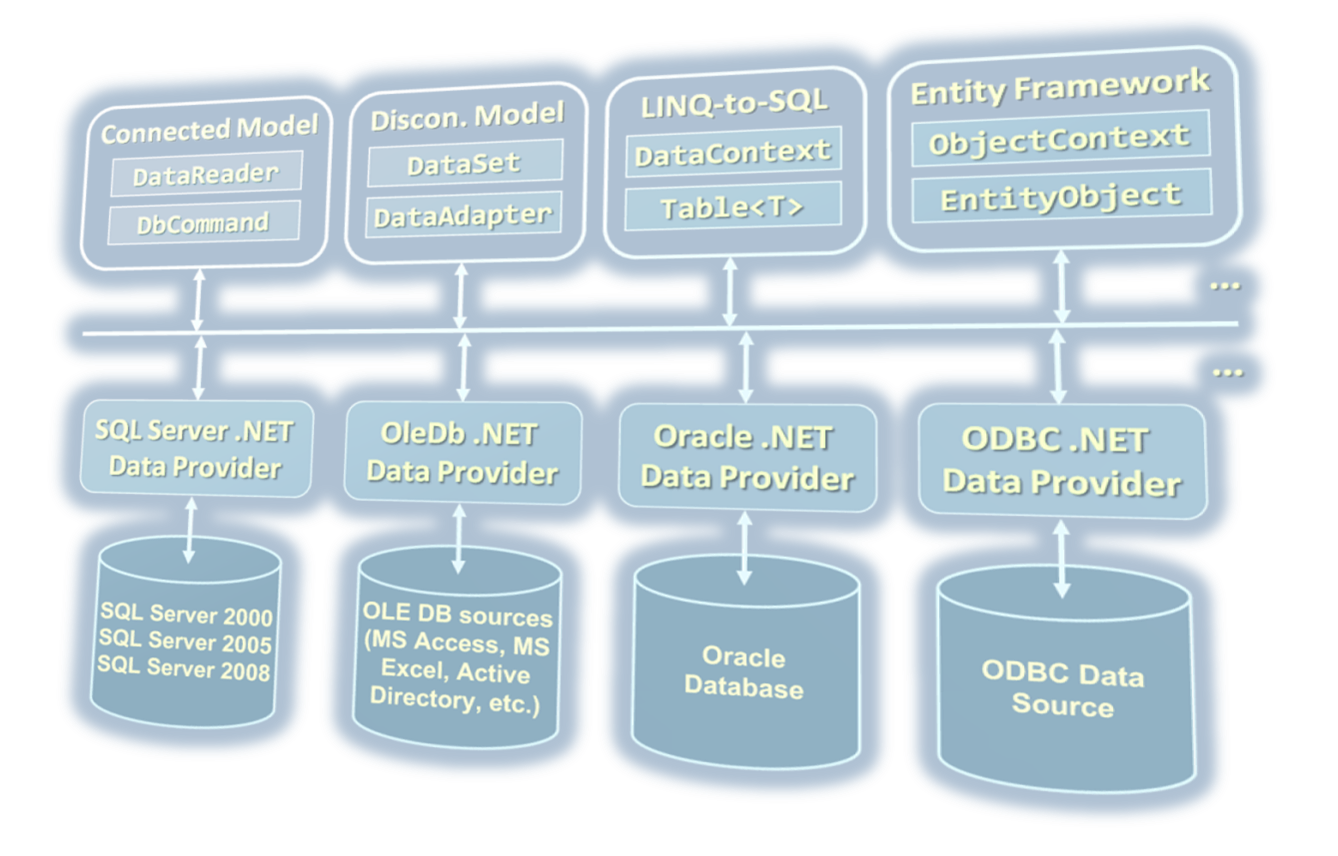 Connected Model
DataReader
DbCommand
Discon. Model
DataSet
DataAdapter
LINQ-to-SQL
DataContext
Table<T>
Entity Framework
ObjectContext
EntityObject
...
...
SQL Server .NET
Data Provider
OleDb .NET
Data Provider
Oracle .NET
Data Provider
ODBC .NET
Data Provider
SQL Server 2000
SQL Server 2005
SQL Server 2008
OLE DB sources
(MS Access, MS
Excel, Active
Directory, etc.)
Oracle
Database
ODBC Data
Source